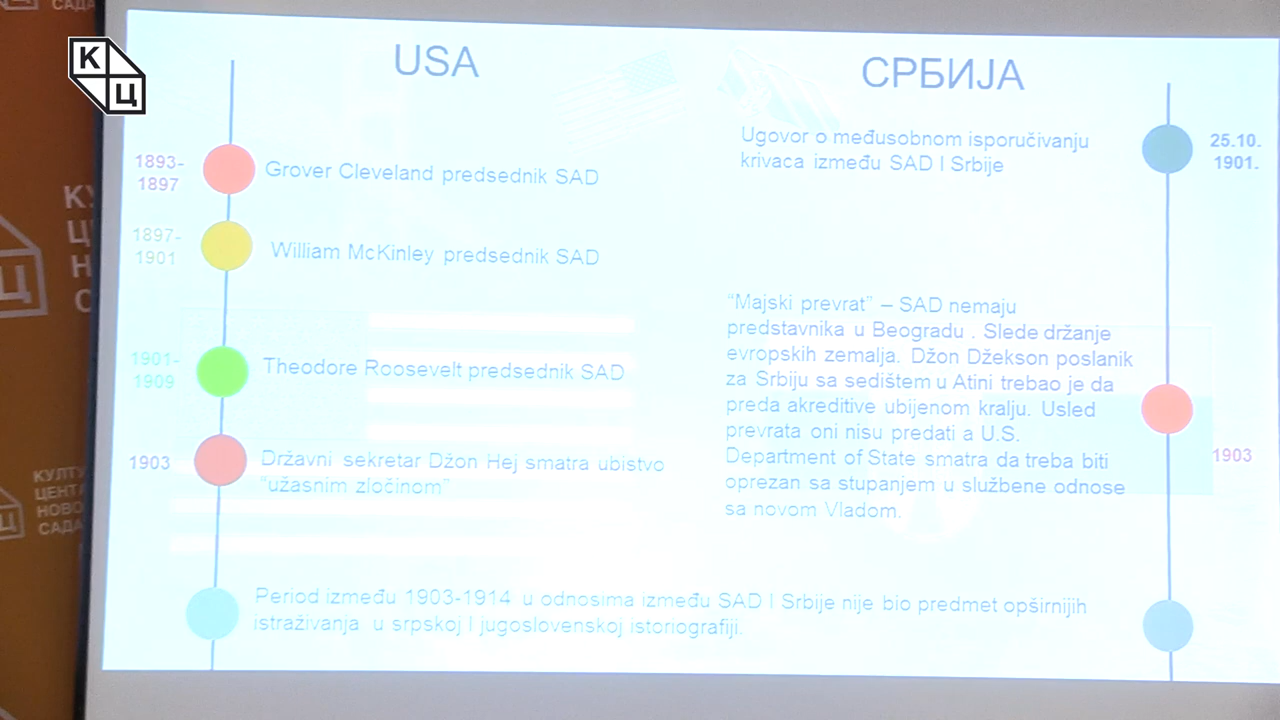 К
Ц
USA
1893-
1897
Grover Cleveland predsednik SAD
1897-
1901
William McKinley predsednik SAD
1901-
1909
Theodore Roosevelt predsednik SAD
1903
Državni sekretar Džon Hej smatra ubistvo
“užasnim zločinom”
СРБИЈА
Ugovor o međusobnom isporučivanju
krivaca između SAD I Srbije
25.10.
1901.
“Majski prevrat” – SAD nemaju
predstavnika u Beogradu . Slede držanje
evropskih zemalja. Džon Džekson poslanik
za Srbiju sa sedištem u Atini trebao je da
preda akreditive ubijenom kralju. Usled
prevrata oni nisu predati a U.S.
Department of State smatra da treba biti
oprezan sa stupanjem u službene odnose
sa novom Vladom.
1903
Period između 1903-1914 u odnosima između SAD I Srbije nije bio predmet opširnijih
istraživanja u srpskoj I jugoslovenskoj istoriografiji.